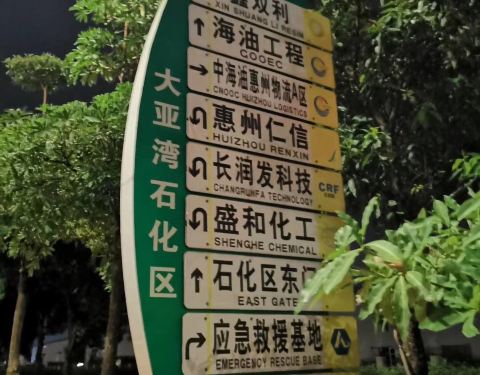 大亚湾石化区
鑫双利
XIN SHUANG LI RESIN
海油工程
COOEC
中海油惠州物流A区
CNOOC HUIZHOU LOGISTICS
惠州仁信
HUIZHOU RENXIN
长润发科技
CHANGRUNFA TECHNOLOGY
CRF
盛和化工
SHENGHE CHEMICAL
石化区东门
EAST GATE
应急救援基地
EMERGENCY RESCUE BASE